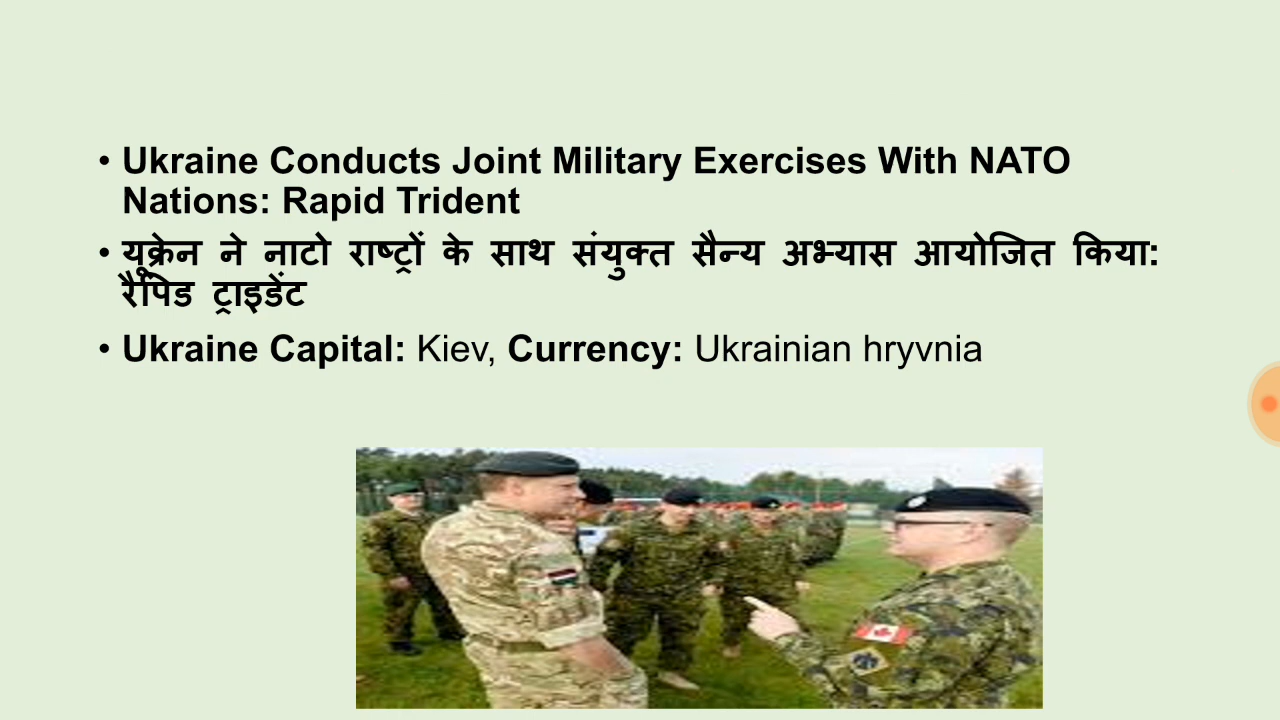 • Ukraine Conducts Joint Military Exercises With NATO
Nations: Rapid Trident
• यूक्रेन ने नाटो राष्ट्रों के साथ संयुक्त सैन्य अभ्यास आयोजित किया:
रैपिड ट्राइडेंट
• Ukraine Capital: Kiev, Currency: Ukrainian hryvnia